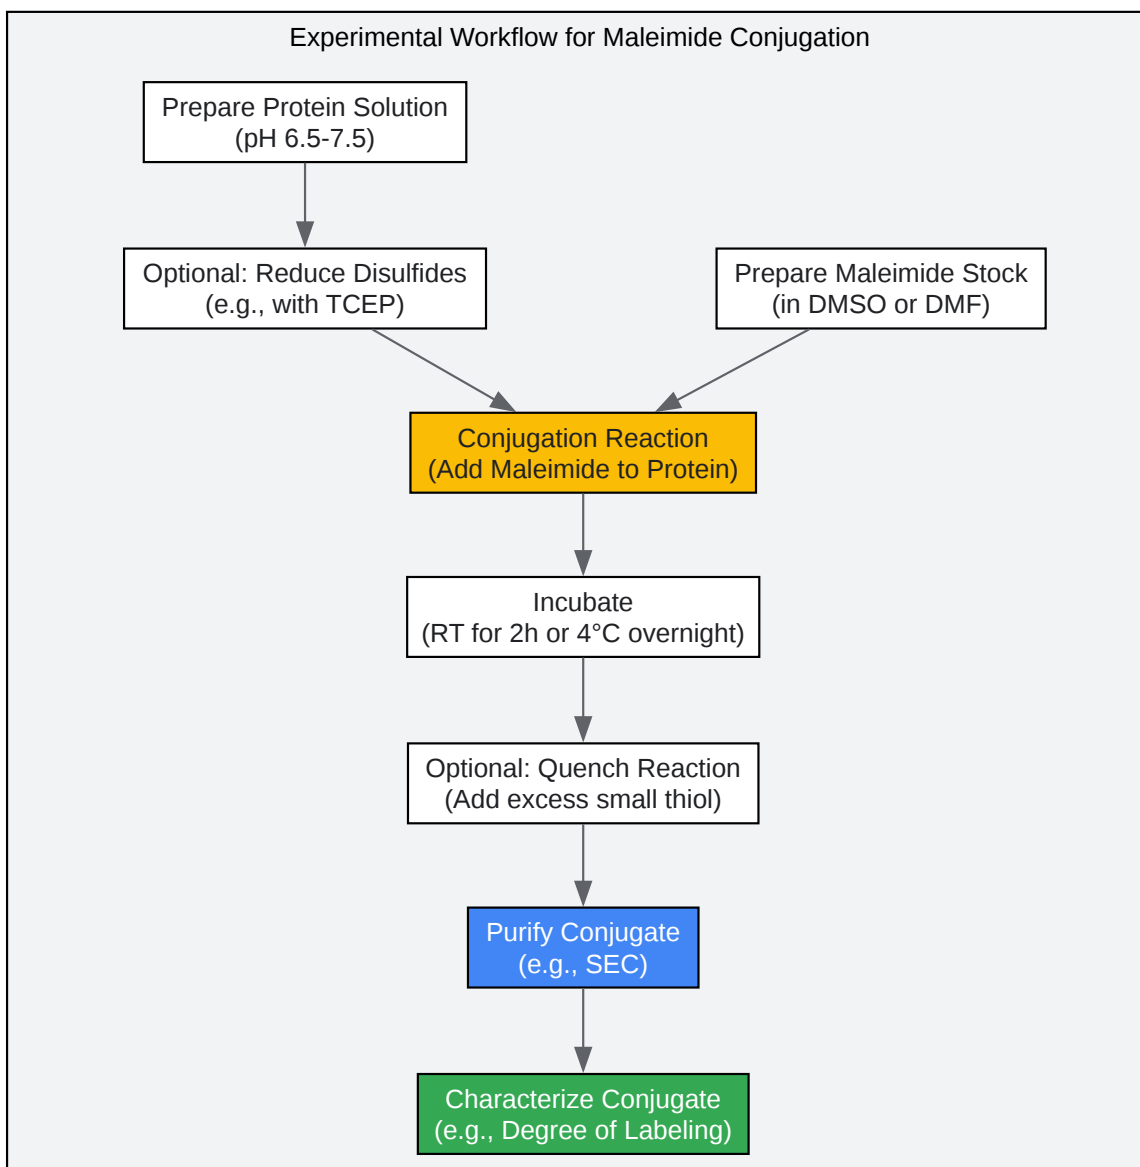 Experimental Workflow for Maleimide Conjugation
Prepare Protein Solution
(pH 6.5-7.5)
Optional: Reduce Disulfides
(e.g., with TCEP)
Prepare Maleimide Stock
(in DMSO or DMF)
Conjugation Reaction
(Add Maleimide to Protein)
Incubate
(RT for 2h or 4°C overnight)
Optional: Quench Reaction
(Add excess small thiol)
Purify Conjugate
(e.g., SEC)
Characterize Conjugate
(e.g., Degree of Labeling)